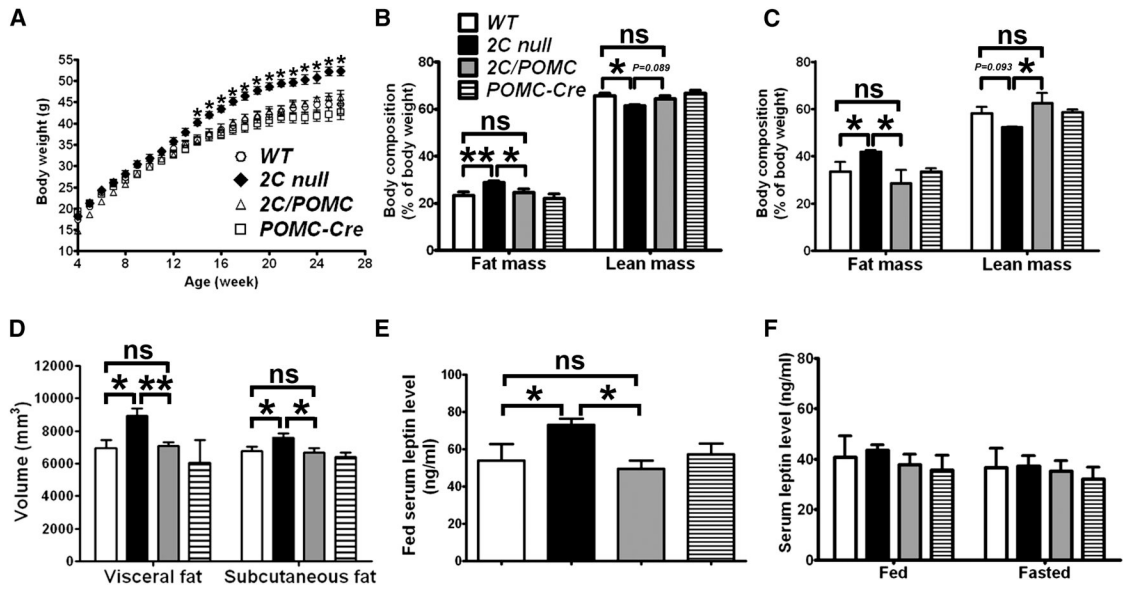 A
Body weight (g)
55
50
45
40
35
30
25
20
15
10
* * * * * * * * * * * * *
WT
2C null
2C/POMC
POMC-Cre
4 8 12 16 20 24 28
Age (week)
B
WT
2C null
2C/POMC
POMC-Cre
Body composition
(% of body weight)
80
60
40
20
0
ns
** *
ns
* P=0.089
Fat mass Lean mass
C
Body composition
(% of body weight)
80
60
40
20
0
ns
* *
ns
P=0.093 *
Fat mass Lean mass
D
Volume (mm³)
12000
10000
8000
6000
4000
2000
0
ns
* **
ns
* *
Visceral fat Subcutaneous fat
E
Fed serum leptin level
(ng/ml)
100
80
60
40
20
0
ns
* *
F
Serum leptin level (ng/ml)
80
60
40
20
0
Fed Fasted